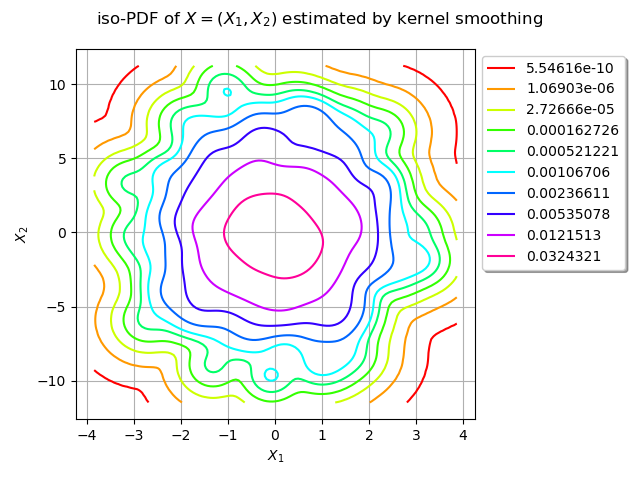 iso-PDF of X = (X₁, X₂) estimated by kernel smoothing
10
5
0
−5
−10
X₂
−4 −3 −2 −1 0 1 2 3 4
X₁
5.54616e-10
1.06903e-06
2.72666e-05
0.000162726
0.000521221
0.00106706
0.00236611
0.00535078
0.0121513
0.0324321